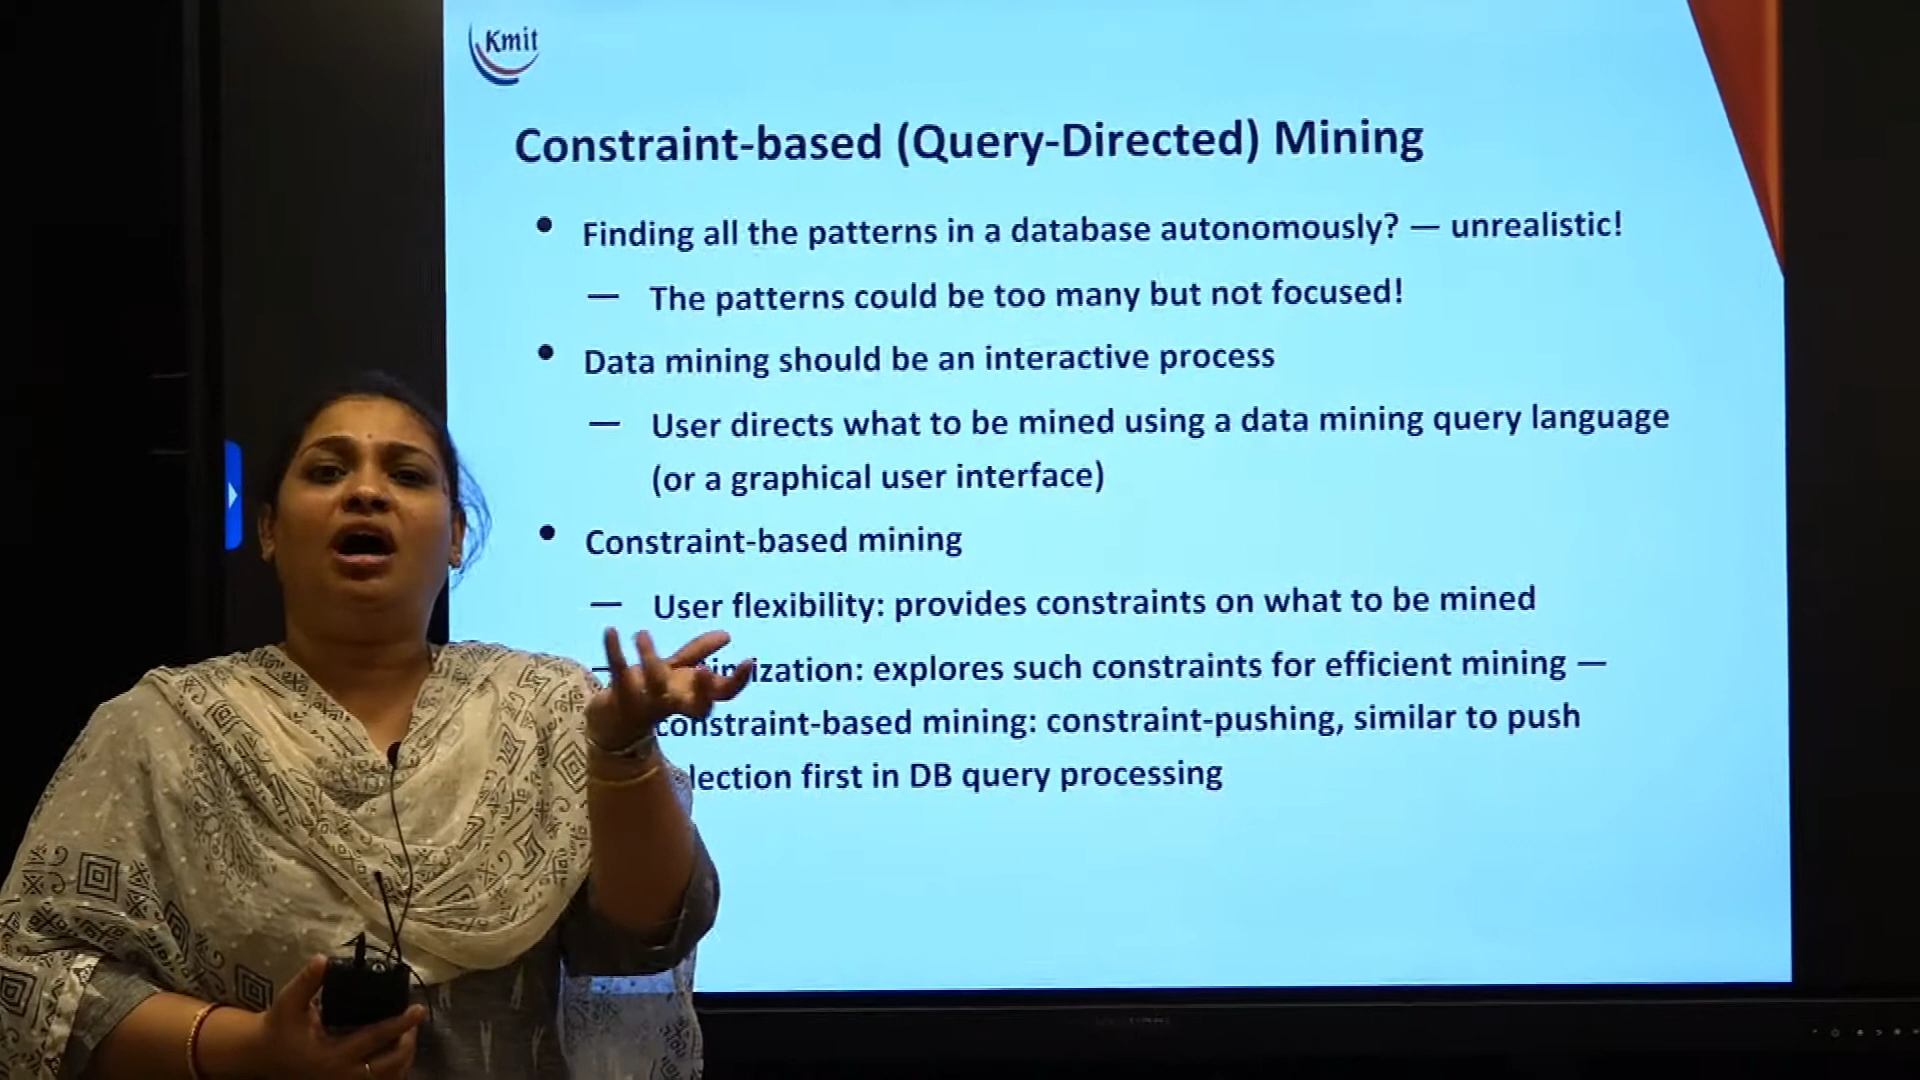 Kmit
Constraint-based (Query-Directed) Mining
• Finding all the patterns in a database autonomously? — unrealistic!
— The patterns could be too many but not focused!
• Data mining should be an interactive process
— User directs what to be mined using a data mining query language
(or a graphical user interface)
• Constraint-based mining
— User flexibility: provides constraints on what to be mined
— explores such constraints for efficient mining —
constraint-based mining: constraint-pushing, similar to push
first in DB query processing